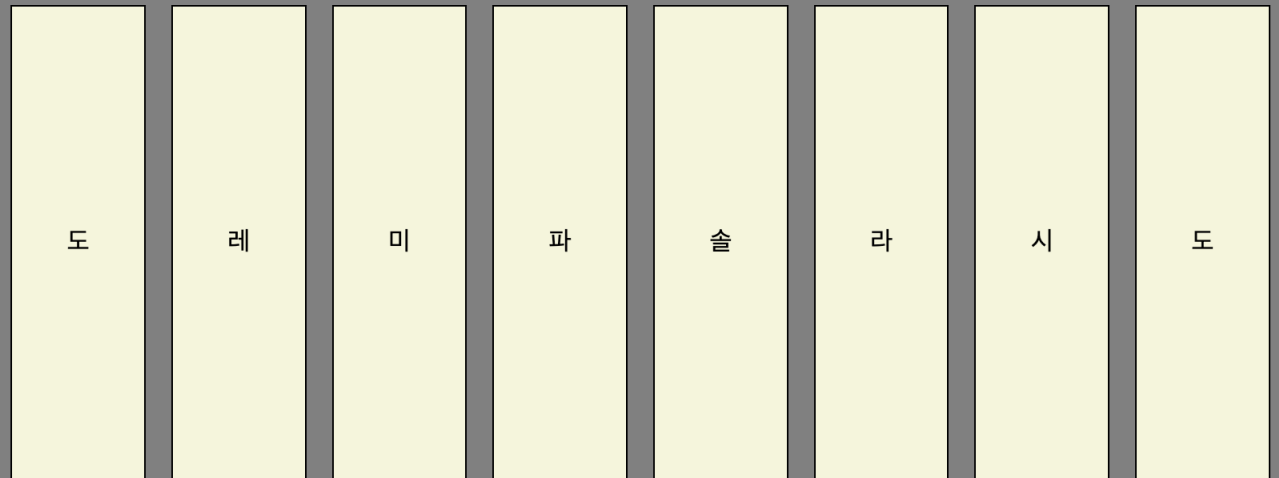 도 레 미 파 솔 라 시 도